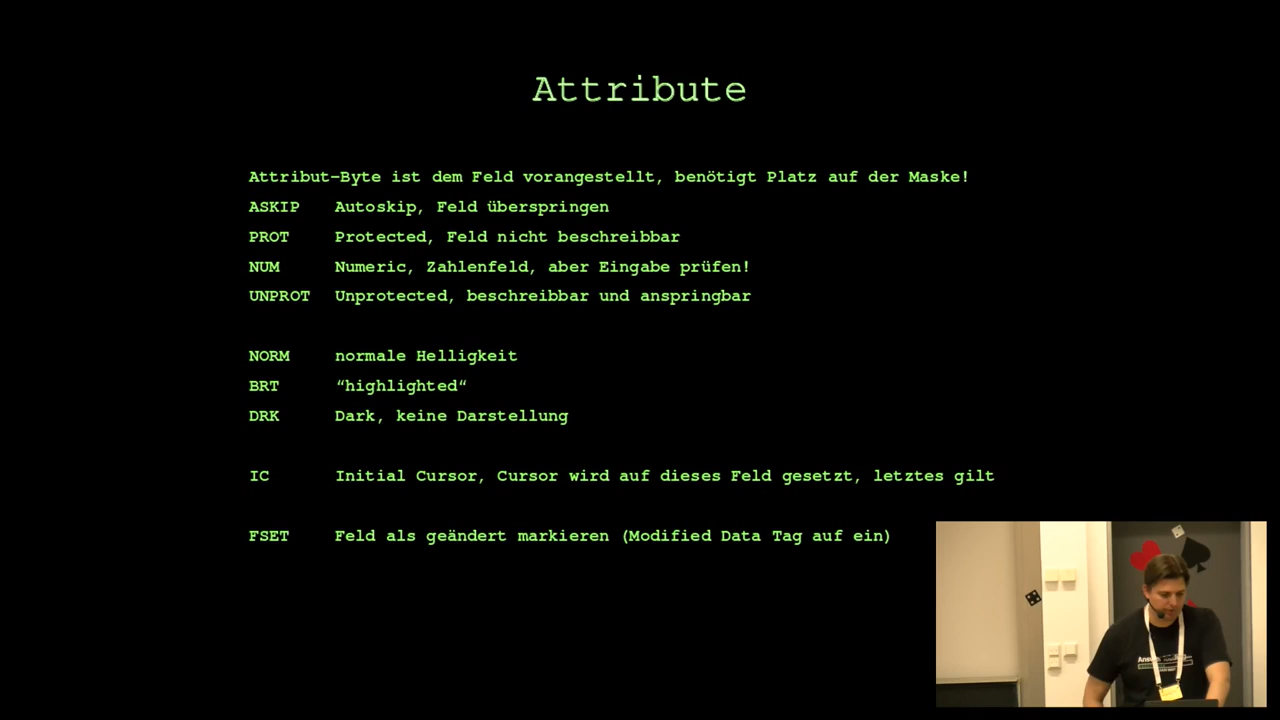 Attribute
Attribut-Byte ist dem Feld vorangestellt, benötigt Platz auf der Maske!
ASKIP Autoskip, Feld überspringen
PROT Protected, Feld nicht beschreibbar
NUM Numeric, Zahlenfeld, aber Eingabe prüfen!
UNPROT Unprotected, beschreibbar und anspringbar
NORM normale Helligkeit
BRT “highlighted“
DRK Dark, keine Darstellung
IC Initial Cursor, Cursor wird auf dieses Feld gesetzt, letztes gilt
FSET Feld als geändert markieren (Modified Data Tag auf ein)